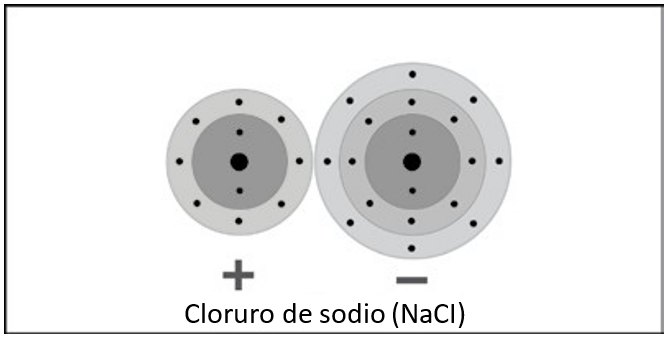 + −
Cloruro de sodio (NaCl)